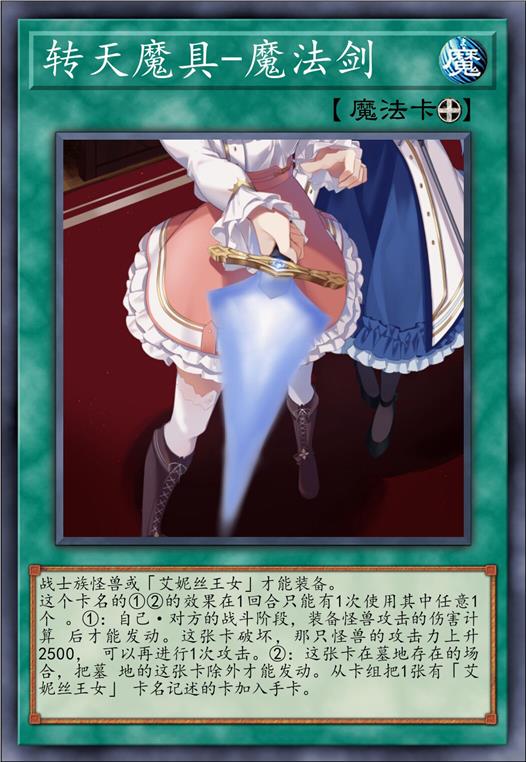 转天魔具-魔法剑
魔
【魔法卡】
战士族怪兽或「艾妮丝王女」才能装备。
这个卡名的①②的效果在1回合只能有1次使用其中任意1
个 。①：自己·对方的战斗阶段，装备怪兽攻击的伤害计
算 后才能发动。这张卡破坏，那只怪兽的攻击力上升
2500， 可以再进行1次攻击。②：这张卡在墓地存在的场
合，把墓 地的这张卡除外才能发动。从卡组把1张有「艾
妮丝王女」 卡名记述的卡加入手卡。